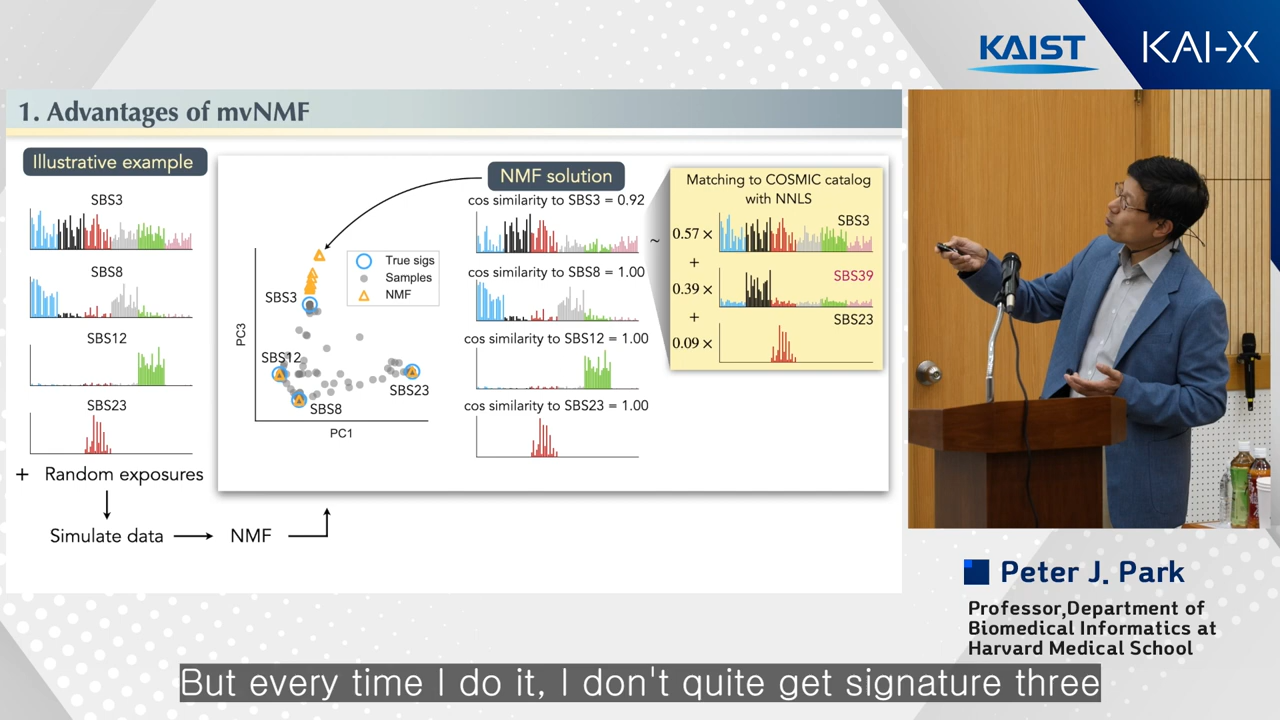 KAIST
KAI-X
1. Advantages of mvNMF
Illustrative example
SBS3
SBS8
SBS12
SBS23
+ Random exposures
Simulate data
NMF
NMF solution
PC3
PC1
SBS3
SBS12
SBS8
SBS23
True sigs
Samples
NMF
cos similarity to SBS3 = 0.92
cos similarity to SBS8 = 1.00
cos similarity to SBS12 = 1.00
cos similarity to SBS23 = 1.00
~
Matching to COSMIC catalog
with NNLS
0.57 ×
SBS3
+
0.39 ×
SBS39
+
0.09 ×
SBS23
Peter J. Park
Professor,Department of
Biomedical Informatics at
Harvard Medical School
But every time I do it, I don't quite get signature three